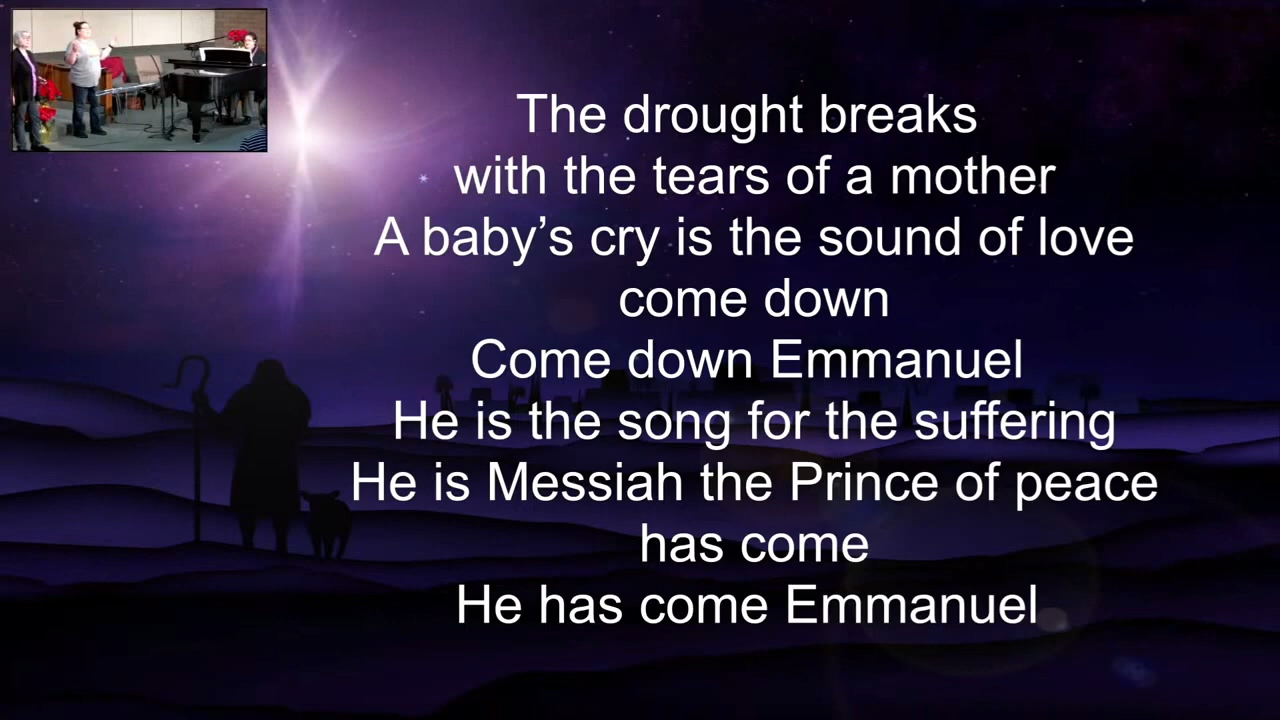 The drought breaks
with the tears of a mother
A baby’s cry is the sound of love
come down
Come down Emmanuel
He is the song for the suffering
He is Messiah the Prince of peace
has come
He has come Emmanuel